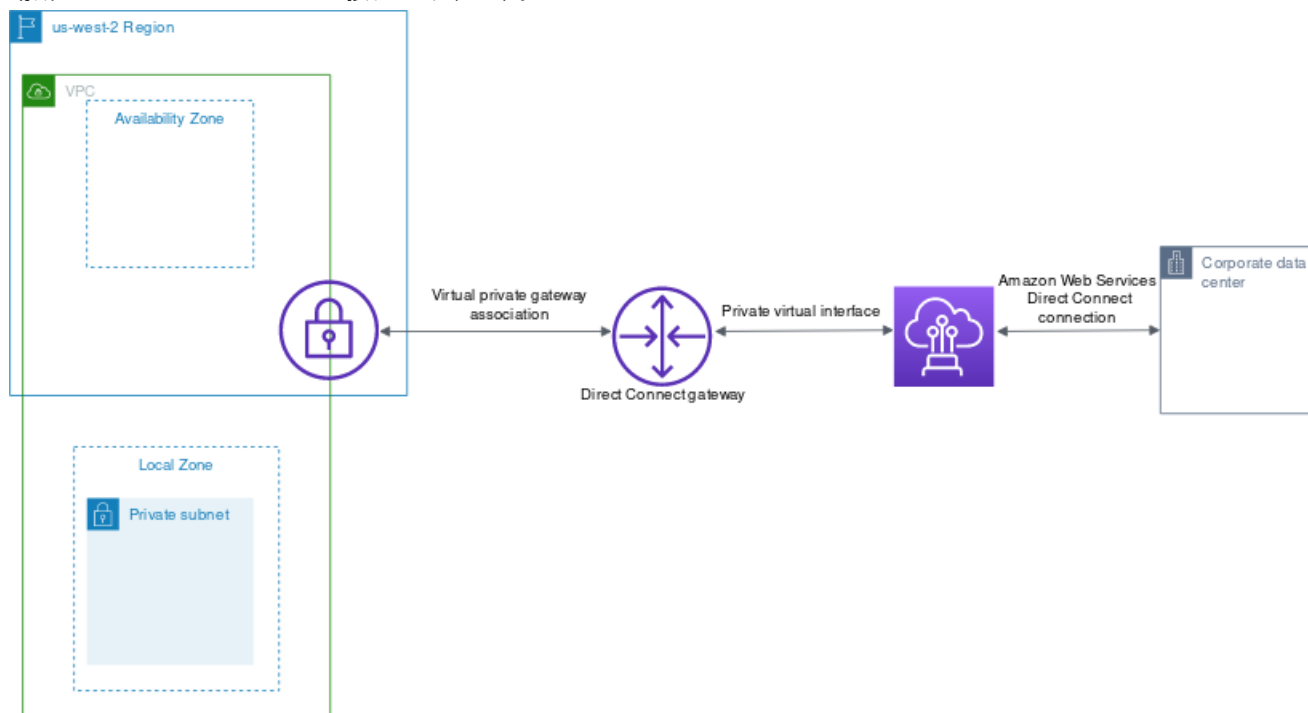 us-west-2 Region
VPC
Availability Zone
Virtual private gateway
association
Direct Connect gateway
Private virtual interface
Amazon Web Services
Direct Connect
connection
Corporate data
center
Local Zone
Private subnet